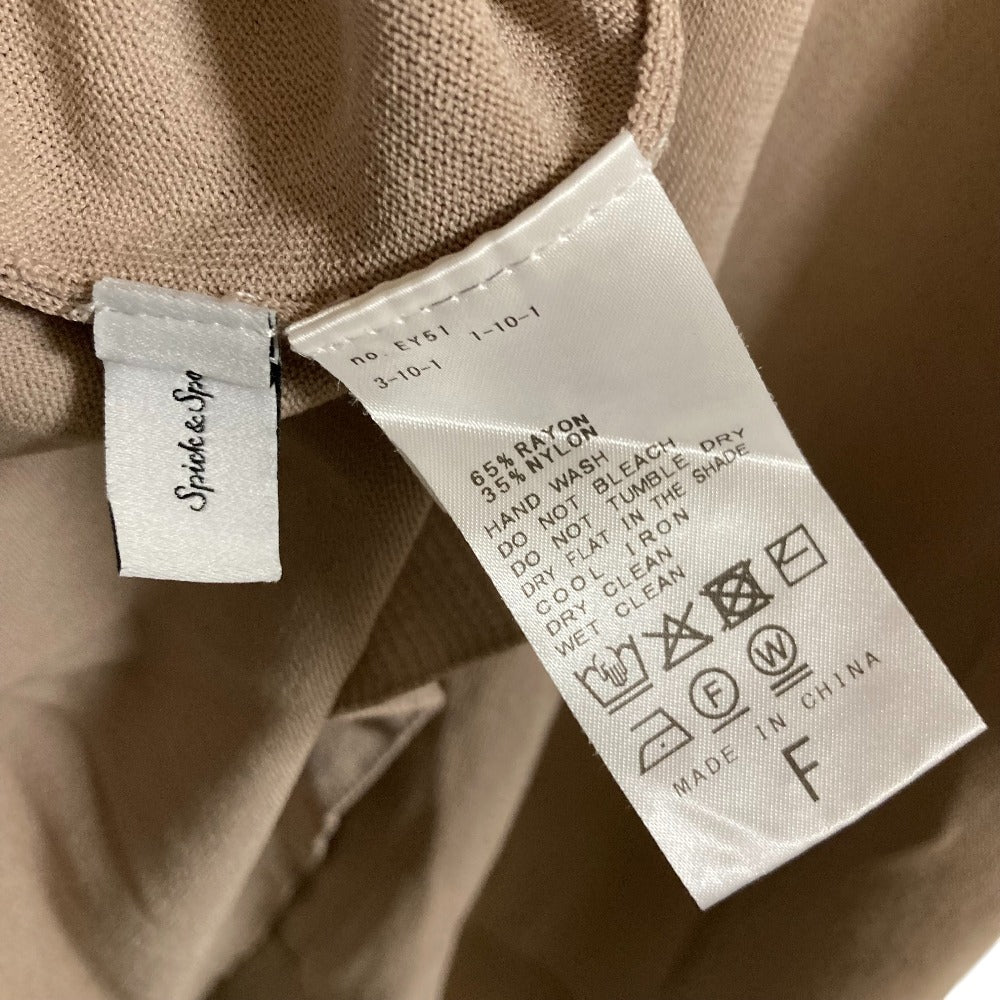 Spick&Spa
no. EY51 1-10-1
3-10-1
65% RAYON
35% NYLON
HAND WASH
DO NOT BLEACH
DO NOT TUMBLE DRY
DRY FLAT IN THE SHADE
COOL IRON
DRY CLEAN
WET CLEAN
F
W
MADE IN CHINA
F